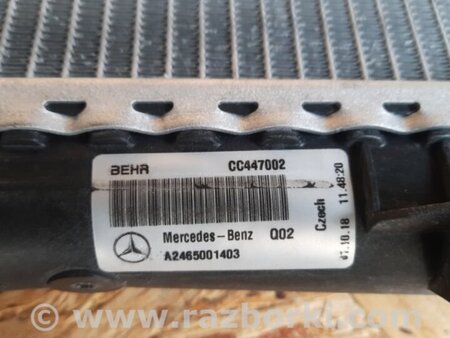 BEHR CC447002
Mercedes-Benz Q02
A2465001403
Czech
11:48:20
www.razborki.com